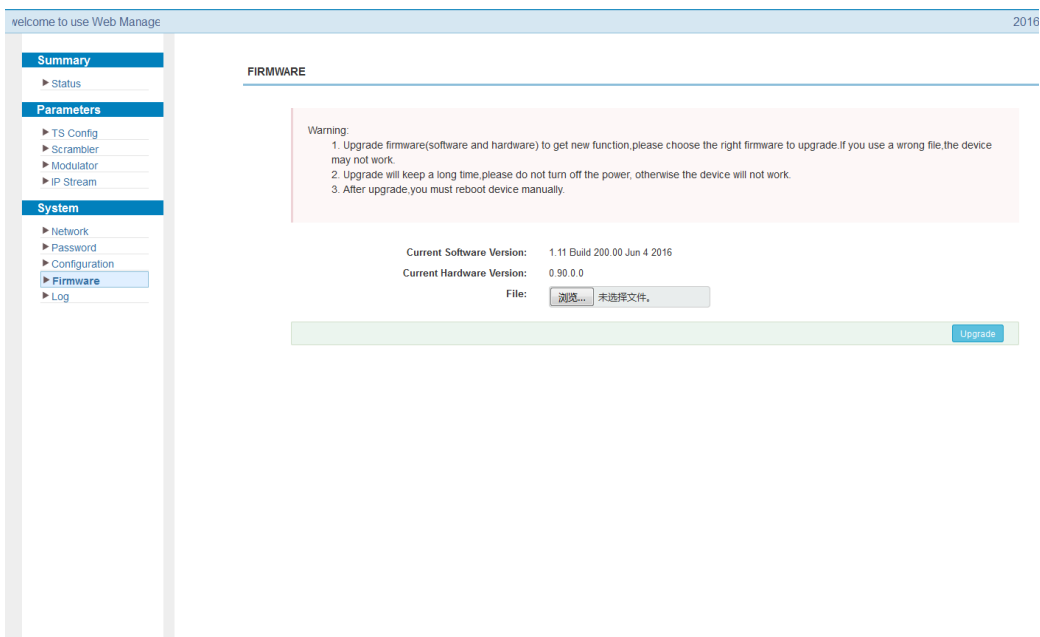 welcome to use Web Manage
2016
Summary
Status
Parameters
TS Config
Scrambler
Modulator
IP Stream
System
Network
Password
Configuration
Firmware
Log
FIRMWARE
Warning:
1. Upgrade firmware(software and hardware) to get new function,please choose the right firmware to upgrade.If you use a wrong file,the device
may not work.
2. Upgrade will keep a long time,please do not turn off the power, otherwise the device will not work.
3. After upgrade,you must reboot device manually.
Current Software Version: 1.11 Build 200.00 Jun 4 2016
Current Hardware Version: 0.90.0.0
File: 浏览... 未选择文件。
Upgrade